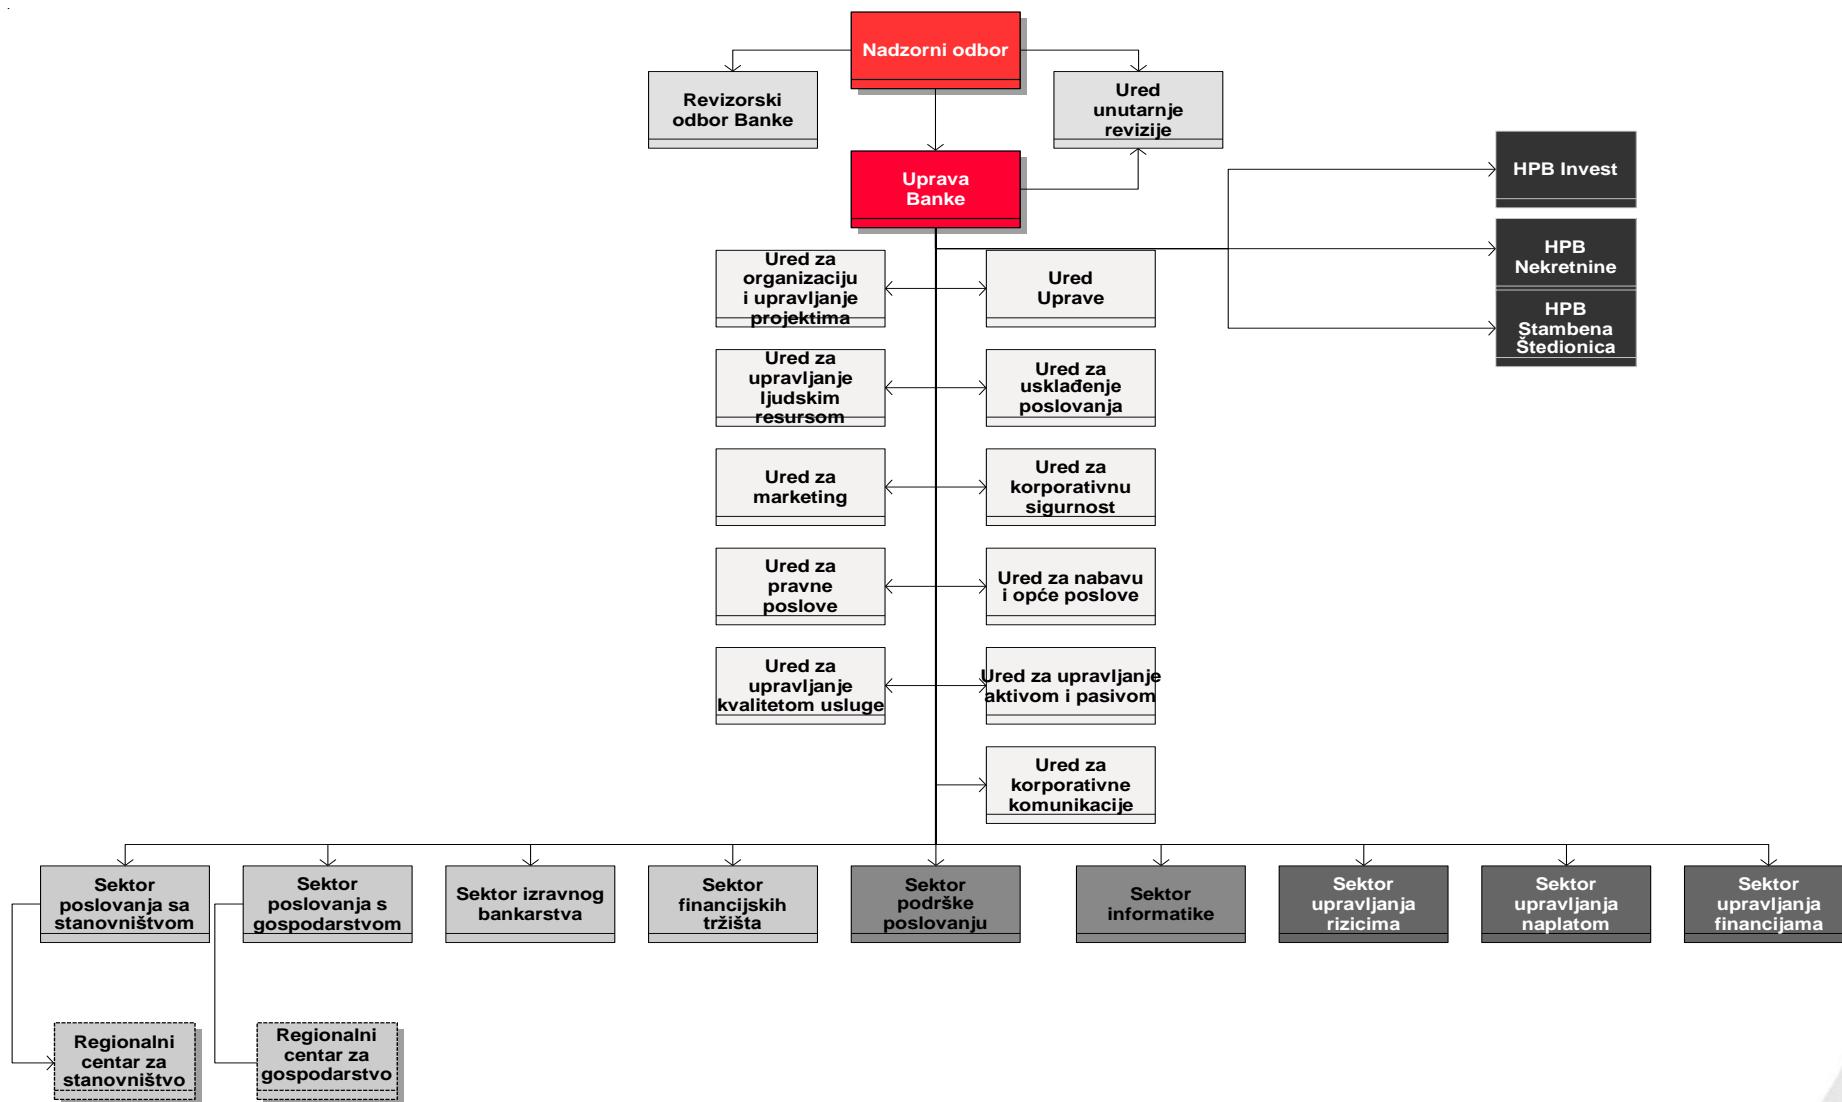 Nadzorni odbor
Revizorski
odbor Banke
Ured
unutarnje
revizije
Uprava
Banke
HPB Invest
HPB
Nekretnine
HPB
Stambena
Štedionica
Ured za
organizaciju
i upravljanje
projektima
Ured
Uprave
Ured za
upravljanje
ljudskim
resursom
Ured za
usklađenje
poslovanja
Ured za
marketing
Ured za
korporativnu
sigurnost
Ured za
pravne
poslove
Ured za nabavu
i opće poslove
Ured za
upravljanje
kvalitetom usluge
Ured za upravljanje
aktivom i pasivom
Ured za
korporativne
komunikacije
Sektor
poslovanja sa
stanovništvom
Sektor
poslovanja s
gospodarstvom
Sektor izravnog
bankarstva
Sektor
financijskih
tržišta
Sektor
podrške
poslovanju
Sektor
informatike
Sektor
upravljanja
rizicima
Sektor
upravljanja
naplatom
Sektor
upravljanja
financijama
Regionalni
centar za
stanovništvo
Regionalni
centar za
gospodarstvo